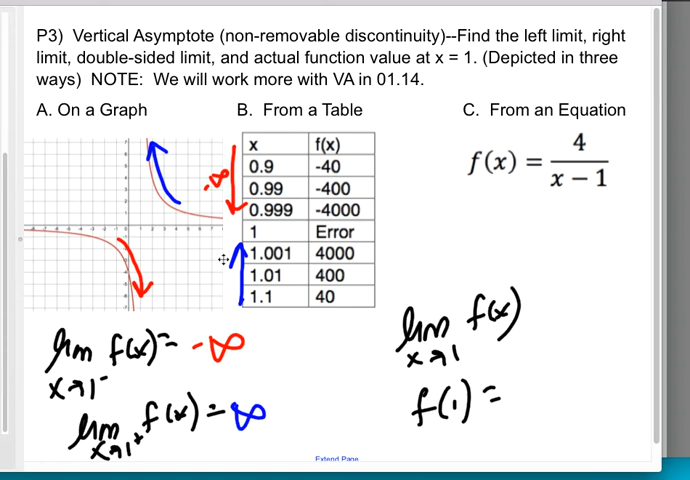 P3) Vertical Asymptote (non-removable discontinuity)--Find the left limit, right
limit, double-sided limit, and actual function value at x = 1. (Depicted in three
ways) NOTE: We will work more with VA in 01.14.
A. On a Graph B. From a Table C. From an Equation
x f(x)
0.9 -40
0.99 -400
0.999 -4000
1 Error
1.001 4000
1.01 400
1.1 40
-∞
f(x) = 4/(x − 1)
lim f(x) = -∞
x→1⁻
lim f(x) = ∞
x→1⁺
lim f(x)
x→1
f(1) =
Extend Page